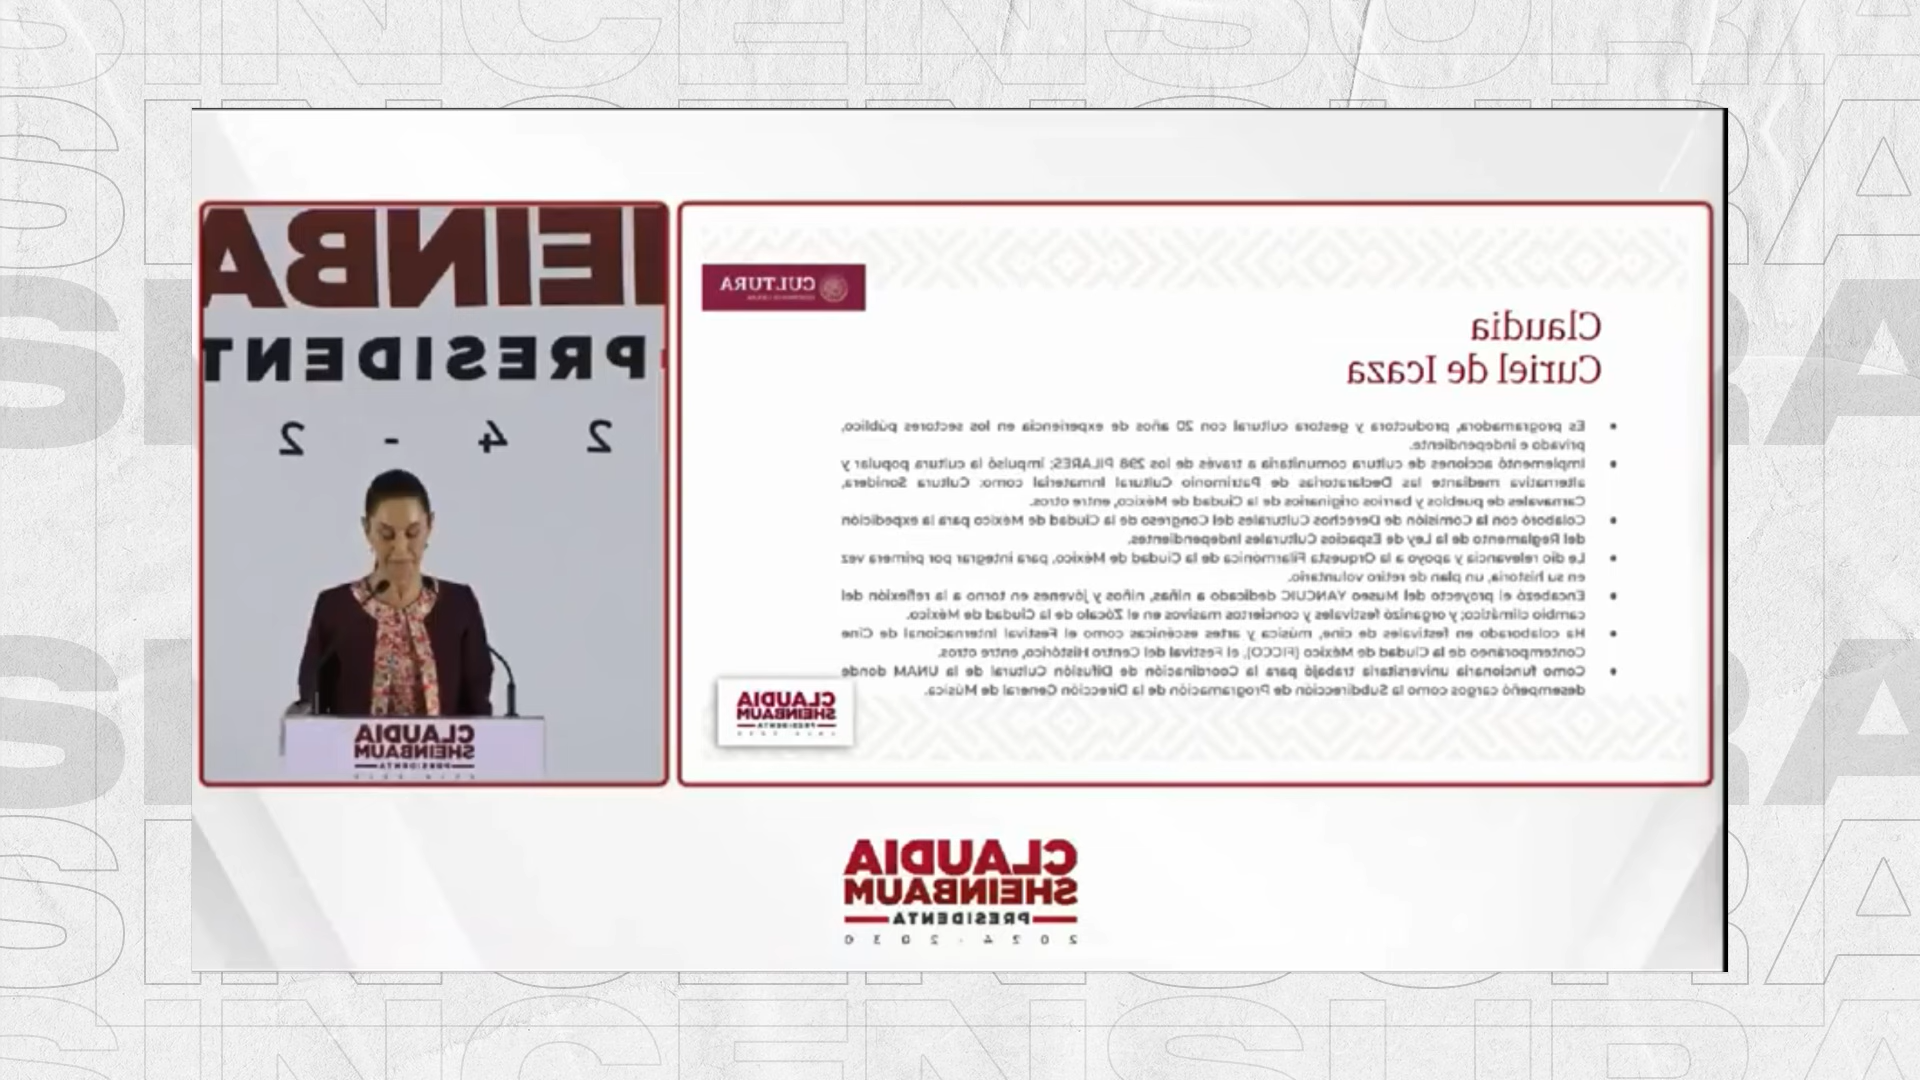 SINCENSURA
SINCENSURA
EINBA
PRESIDENT
2 4 - 2
CLAUDIA
SHEINBAUM
PRESIDENTA
CULTURA
Claudia
Curiel de Icaza
• Es programadora, productora y gestora cultural con 20 años de experiencia en los sectores público,
privado e independiente.
• Implementó acciones de cultura comunitaria a través de los 298 PILARES; impulsó la cultura popular y
alternativa mediante las Declaratorias de Patrimonio Cultural Inmaterial como: Cultura Sonidera,
Carnavales de pueblos y barrios originarios de la Ciudad de México, entre otros.
• Colaboró con la Comisión de Derechos Culturales del Congreso de la Ciudad de México para la expedición
del Reglamento de la Ley de Espacios Culturales Independientes.
• Le dio relevancia y apoyo a la Orquesta Filarmónica de la Ciudad de México, para integrar por primera vez
en su historia, un plan de retiro voluntario.
• Encabezó el proyecto del Museo YANCUIC dedicado a niñas, niños y jóvenes en torno a la reflexión del
cambio climático; y organizó festivales y conciertos masivos en el Zócalo de la Ciudad de México.
• Ha colaborado en festivales de cine, música y artes escénicas como el Festival Internacional de Cine
Contemporáneo de la Ciudad de México (FICCO), el Festival del Centro Histórico, entre otros.
• Como funcionaria universitaria trabajó para la Coordinación de Difusión Cultural de la UNAM donde
desempeñó cargos como la Subdirección de Programación de la Dirección General de Música.
CLAUDIA
SHEINBAUM
PRESIDENTA
CLAUDIA
SHEINBAUM
PRESIDENTA
2024-2030
SINCENSURA
SINCENSURA